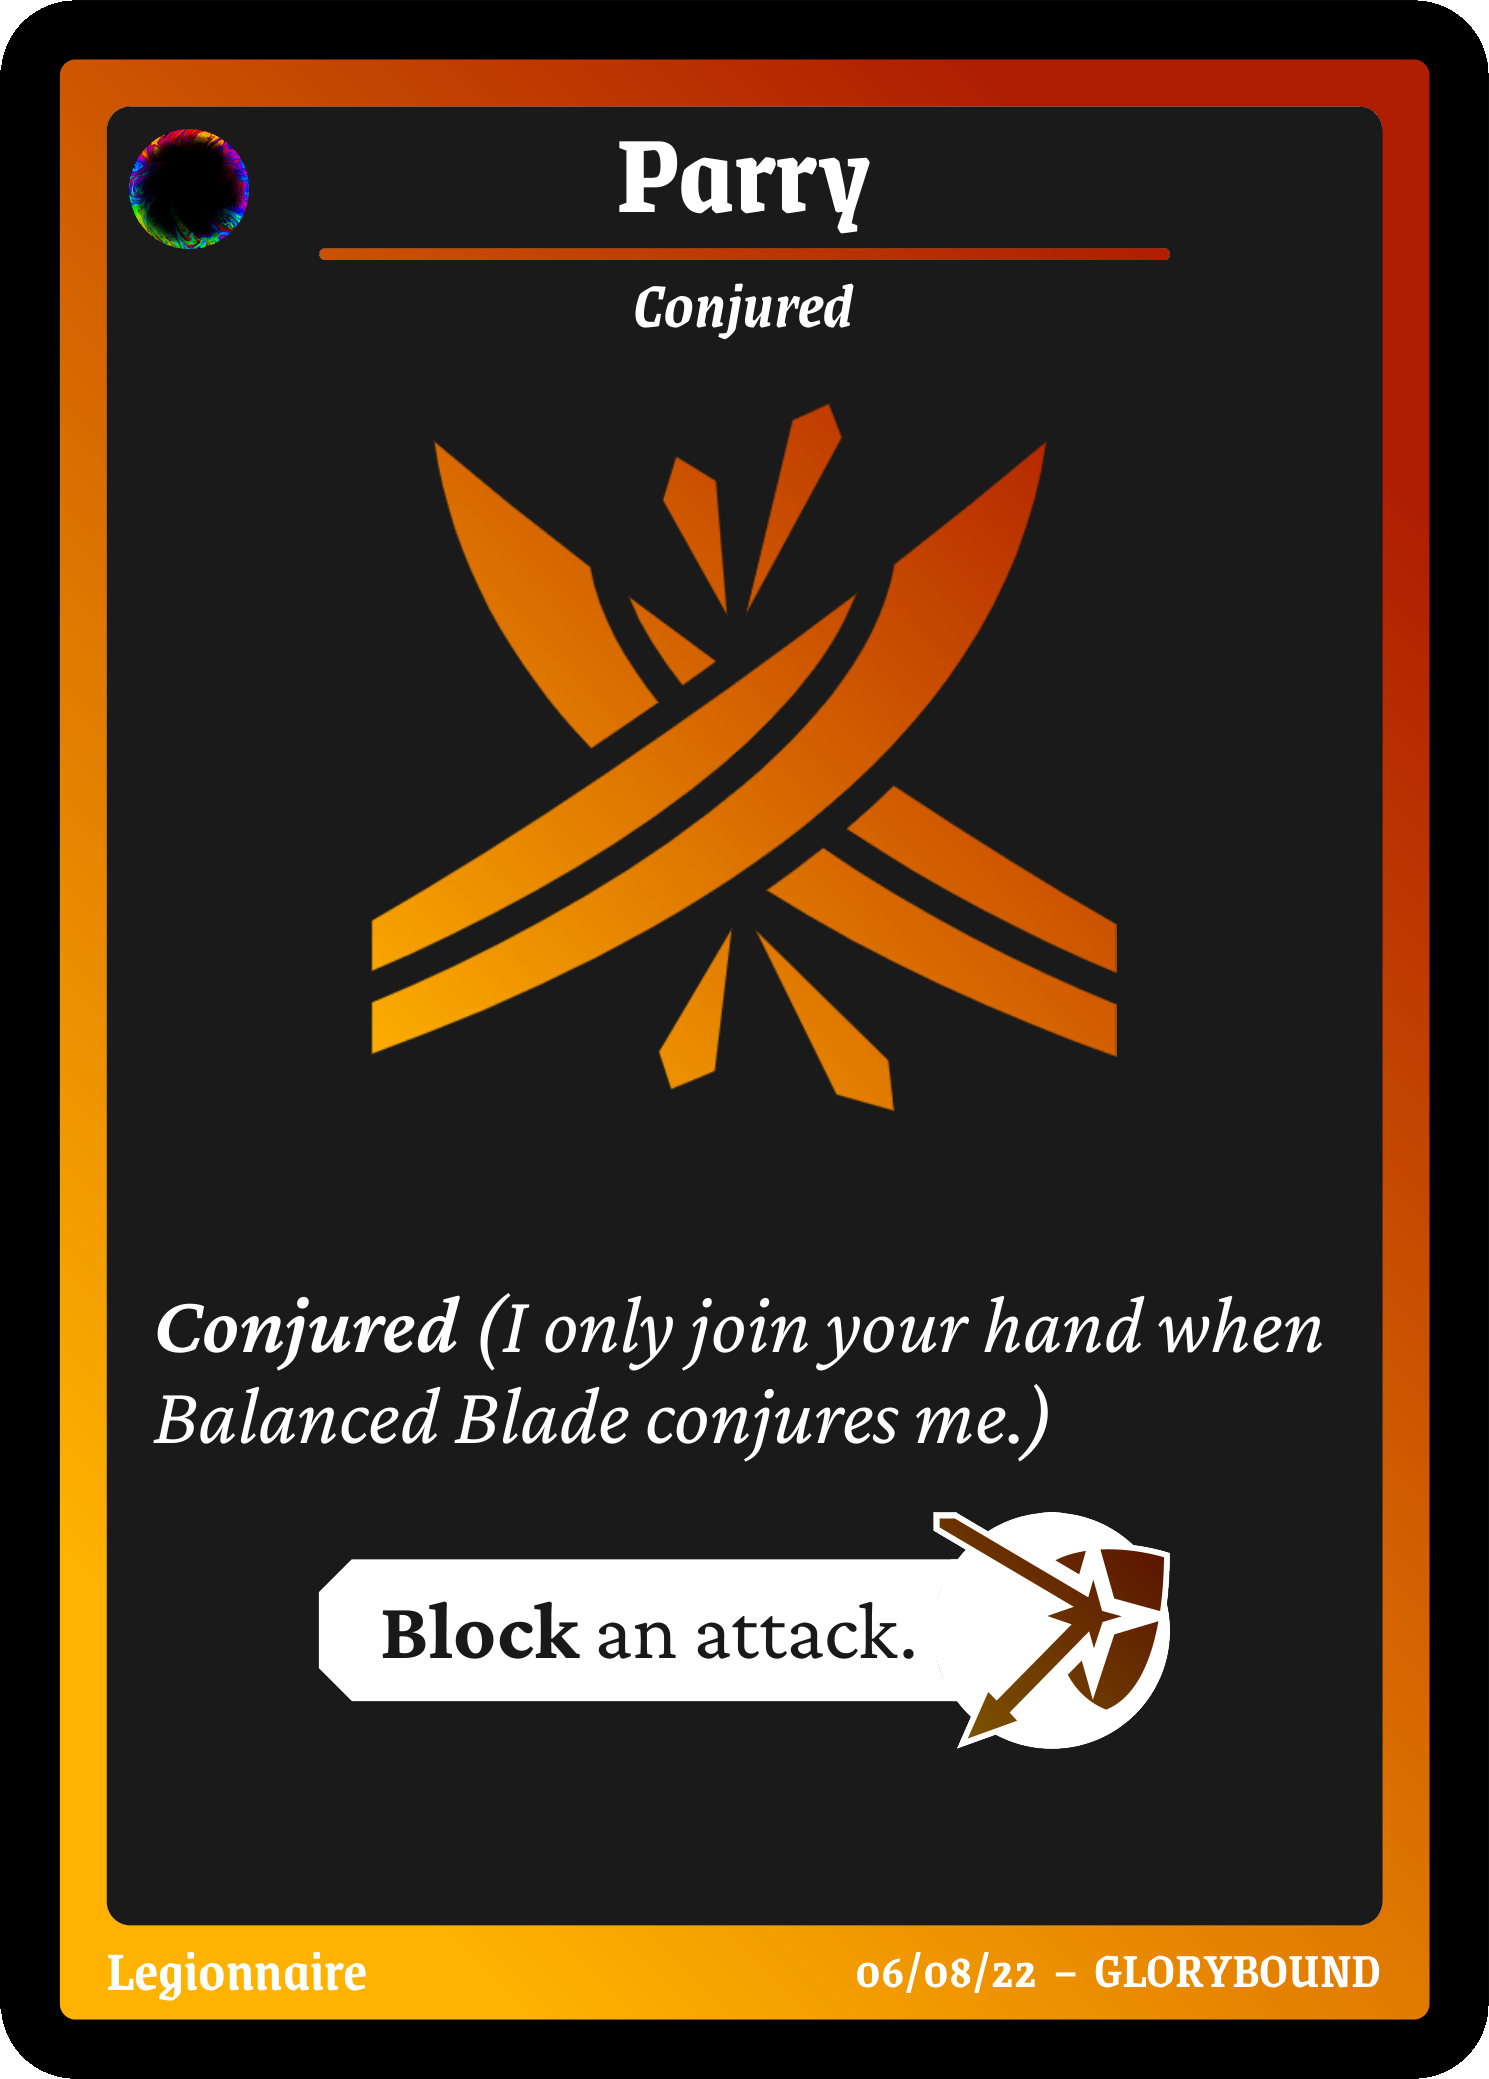 Parry
Conjured
Conjured (I only join your hand when
Balanced Blade conjures me.)
Block an attack.
Legionnaire
06/08/22 – GLORYBOUND